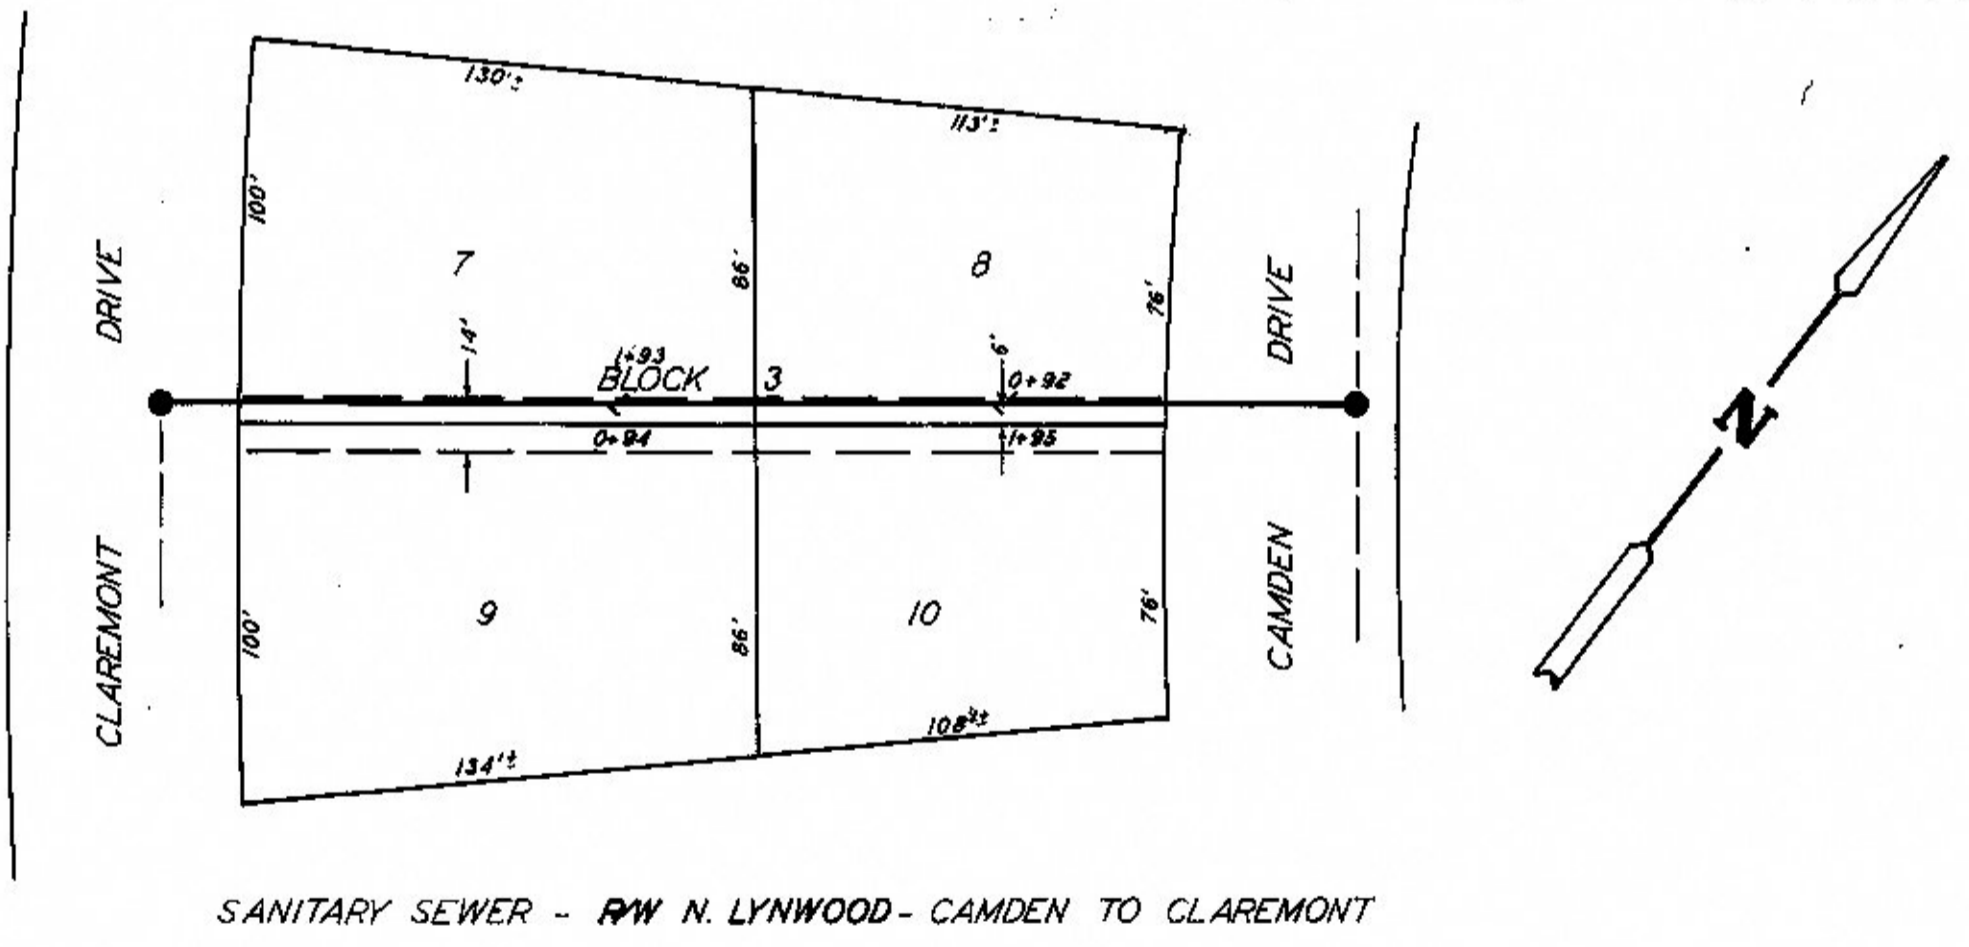 130'±
113'±
100'
7
86'
8
76'
DRIVE
DRIVE
14'
1+93
6'
0+92
BLOCK 3
0+94
1+95
CLAREMONT
CAMDEN
N
100'
9
86'
10
76'
134'±
SANITARY SEWER - R/W N. LYNWOOD - CAMDEN TO CLAREMONT